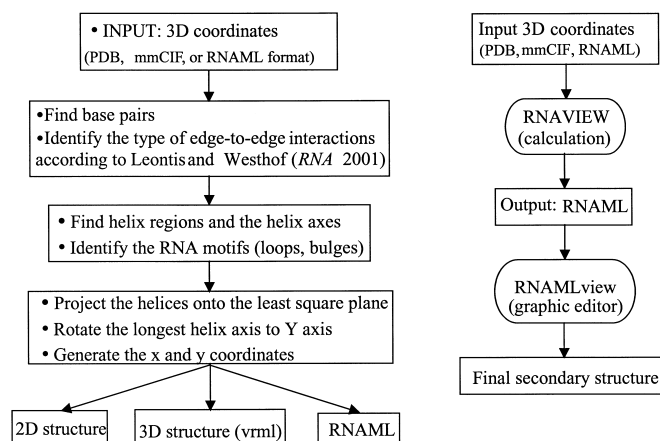 • INPUT: 3D coordinates
(PDB, mmCIF, or RNAML format)
•Find base pairs
•Identify the type of edge-to-edge interactions
according to Leontis and Westhof (RNA 2001)
• Find helix regions and the helix axes
• Identify the RNA motifs (loops, bulges)
• Project the helices onto the least square plane
• Rotate the longest helix axis to Y axis
• Generate the x and y coordinates
2D structure
3D structure (vrml)
RNAML
Input 3D coordinates
(PDB, mmCIF, RNAML)
RNAVIEW
(calculation)
Output: RNAML
RNAMLview
(graphic editor)
Final secondary structure